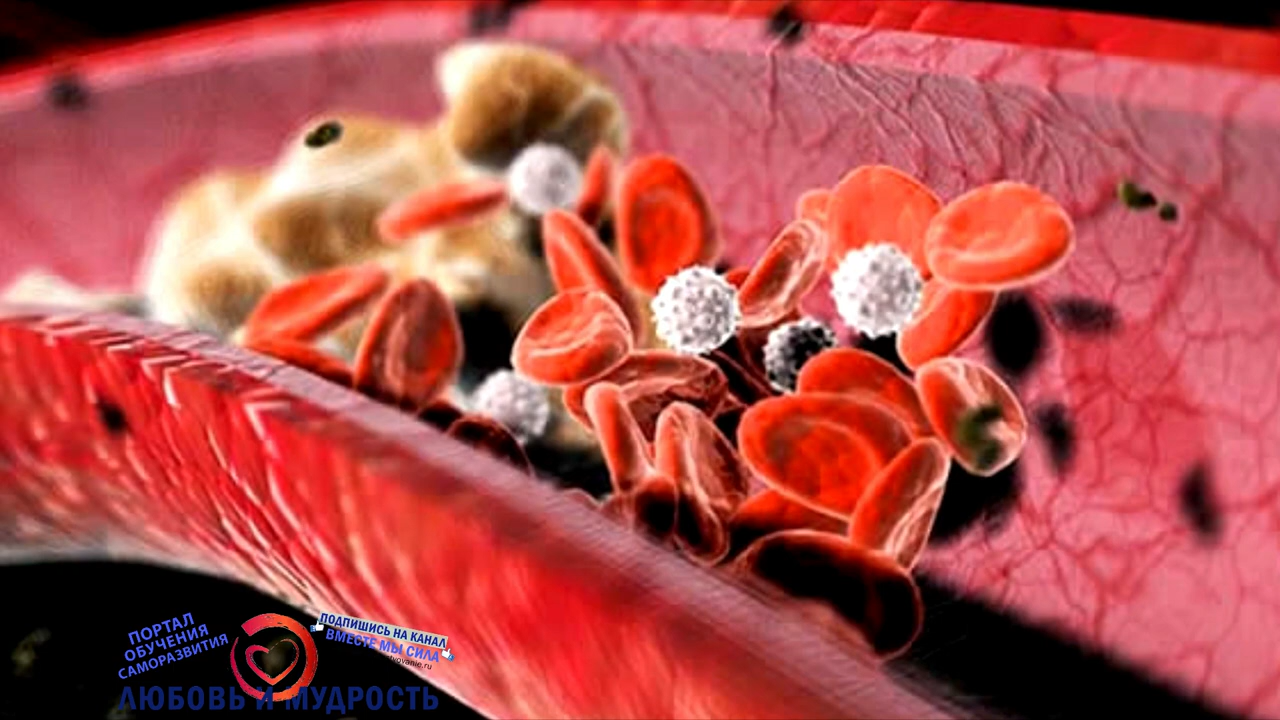 ПОРТАЛ
ОБУЧЕНИЯ
САМОРАЗВИТИЯ
ПОДПИШИСЬ НА КАНАЛ
ВМЕСТЕ МЫ СИЛА
ЛЮБОВЬ И МУДРОСТЬ